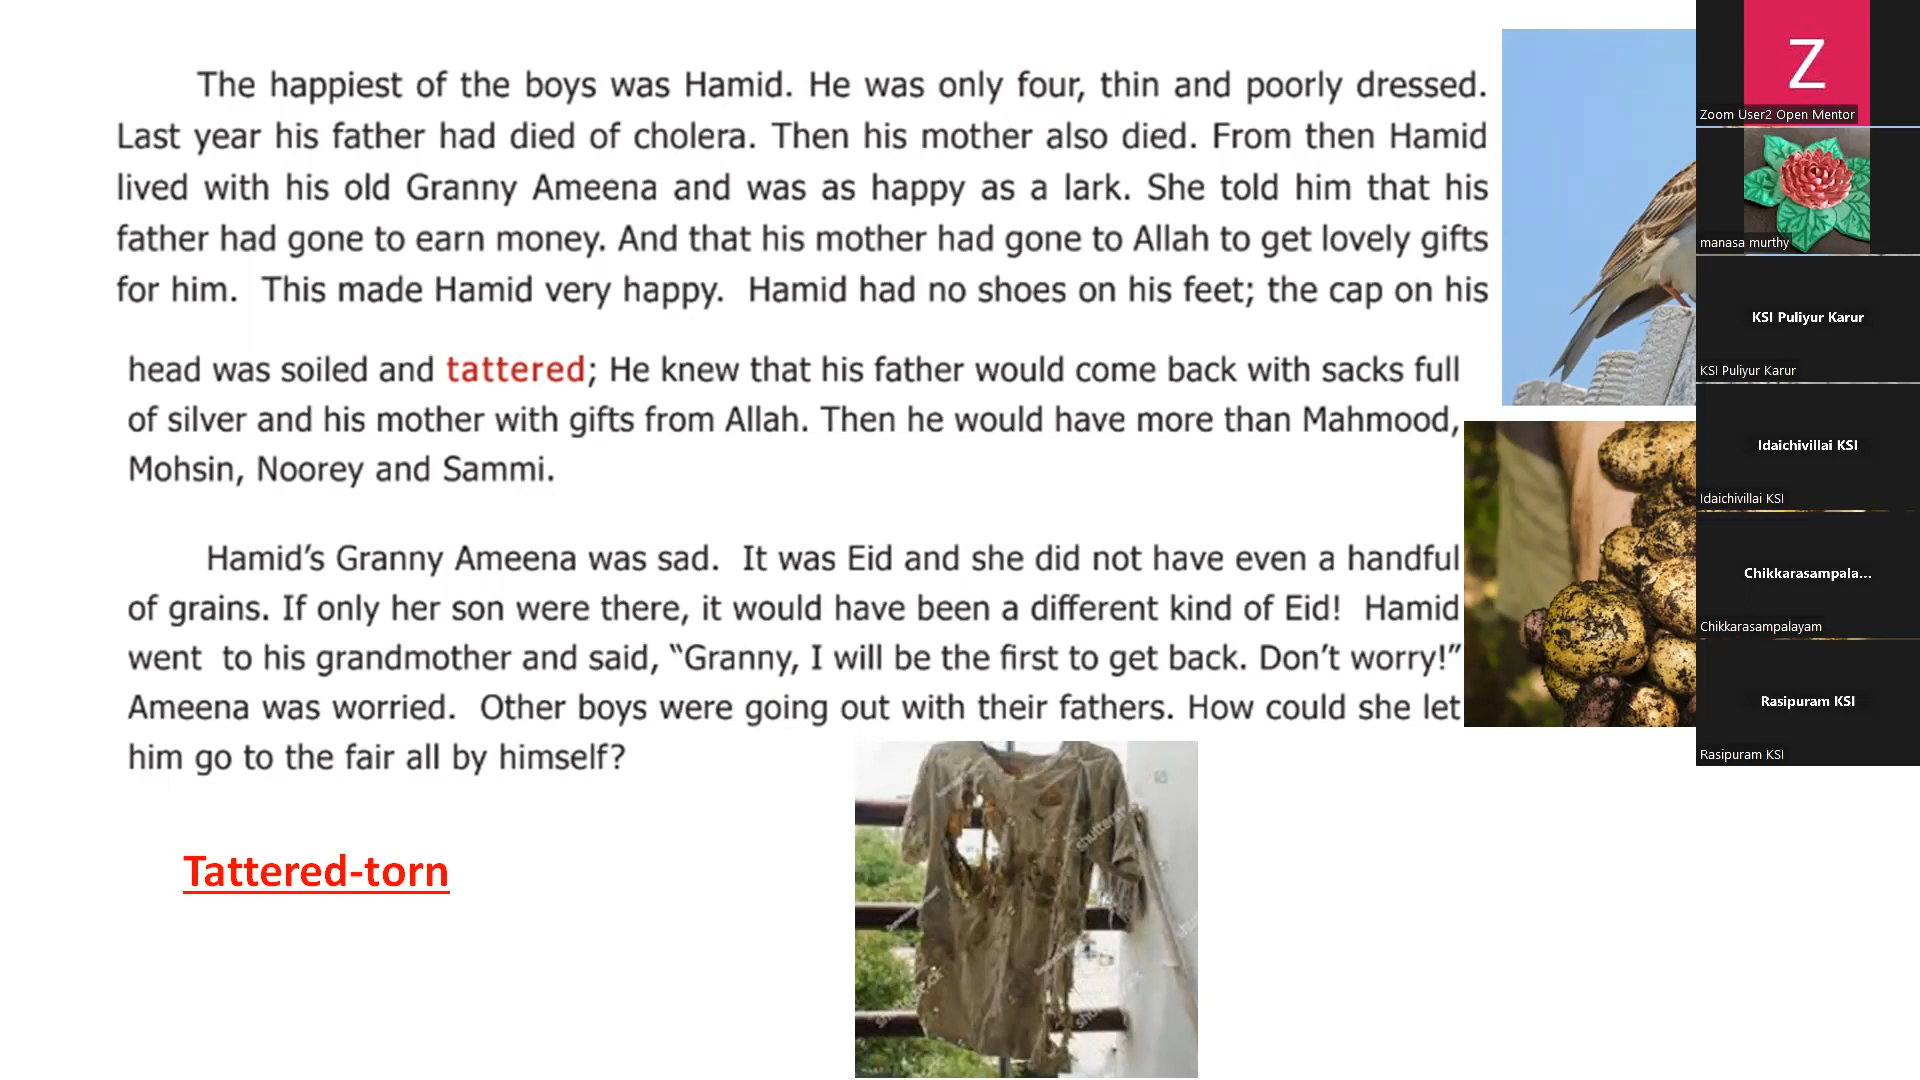 The happiest of the boys was Hamid. He was only four, thin and poorly dressed.
Last year his father had died of cholera. Then his mother also died. From then Hamid
lived with his old Granny Ameena and was as happy as a lark. She told him that his
father had gone to earn money. And that his mother had gone to Allah to get lovely gifts
for him. This made Hamid very happy. Hamid had no shoes on his feet; the cap on his
head was soiled and tattered; He knew that his father would come back with sacks full
of silver and his mother with gifts from Allah. Then he would have more than Mahmood,
Mohsin, Noorey and Sammi.
Hamid’s Granny Ameena was sad. It was Eid and she did not have even a handful
of grains. If only her son were there, it would have been a different kind of Eid! Hamid
went to his grandmother and said, “Granny, I will be the first to get back. Don’t worry!”
Ameena was worried. Other boys were going out with their fathers. How could she let
him go to the fair all by himself?
Tattered-torn
Z
Zoom User2 Open Mentor
manasa murthy
KSI Puliyur Karur
KSI Puliyur Karur
Idaichivillai KSI
Idaichivillai KSI
Chikkarasampala...
Chikkarasampalayam
Rasipuram KSI
Rasipuram KSI